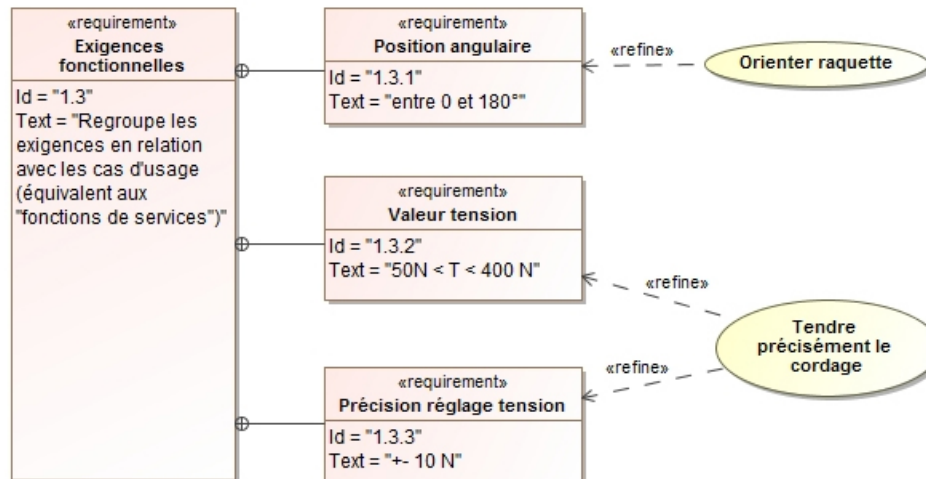 «requirement»
Exigences
fonctionnelles
Id = "1.3"
Text = "Regroupe les
exigences en relation
avec les cas d'usage
(équivalent aux
"fonctions de services")"
«requirement»
Position angulaire
Id = "1.3.1"
Text = "entre 0 et 180°"
«refine»
Orienter raquette
«requirement»
Valeur tension
Id = "1.3.2"
Text = "50N < T < 400 N"
«refine»
Tendre
précisément le
cordage
«refine»
«requirement»
Précision réglage tension
Id = "1.3.3"
Text = "+- 10 N"